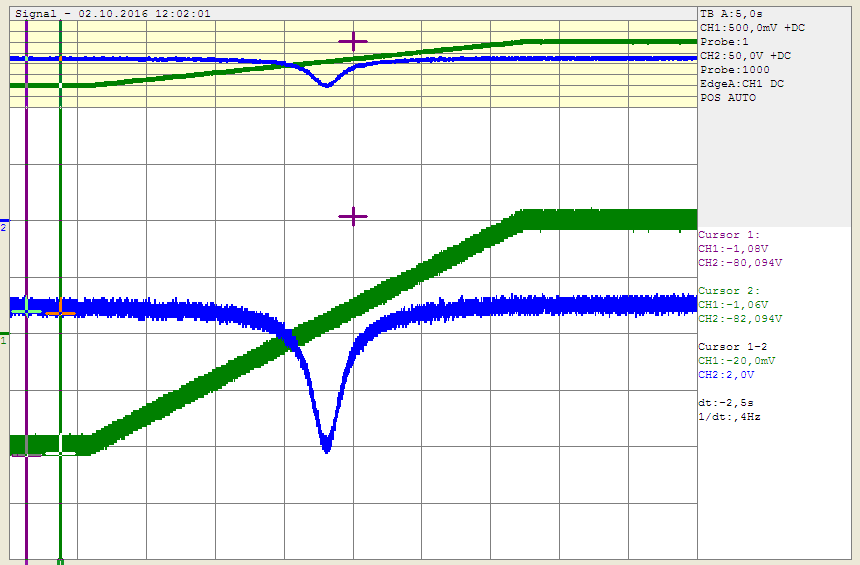 Signal - 02.10.2016 12:02:01
TB A:5,0s
CH1:500,0mV +DC
Probe:1
CH2:50,0V +DC
Probe:1000
EdgeA:CH1 DC
POS AUTO
2
1
Cursor 1:
CH1:-1,08V
CH2:-80,094V
Cursor 2:
CH1:-1,06V
CH2:-82,094V
Cursor 1-2
CH1:-20,0mV
CH2:2,0V
dt:-2,5s
1/dt:,4Hz